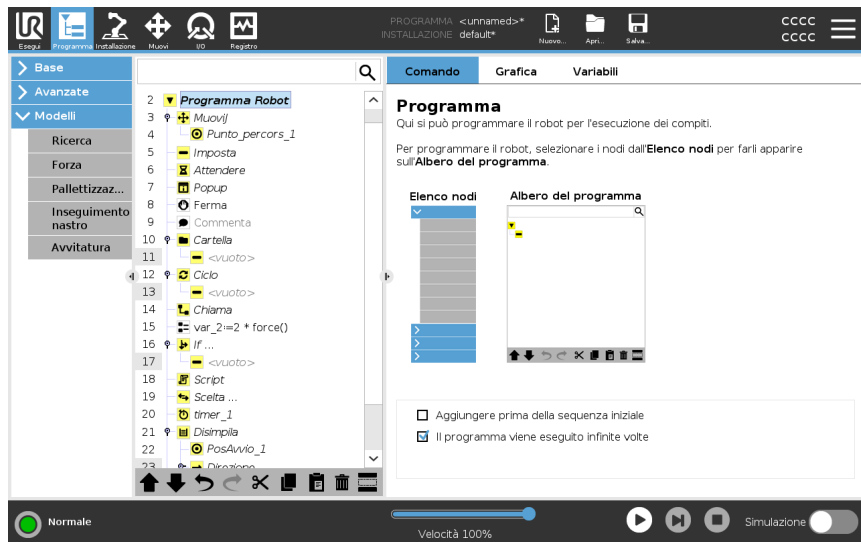 PROGRAMMA <unnamed>*
INSTALLAZIONE default*
Nuovo...
Apri...
Salva...
CCCC
CCCC
UR
Esegui
Programma
Installazione
Muovi
I/O
Registro
Base
Avanzate
Modelli
Ricerca
Forza
Pallettizzaz...
Inseguimento
nastro
Avvitatura
2 Programma Robot
3 MuoviJ
4 Punto_percors_1
5 Imposta
6 Attendere
7 Popup
8 Ferma
9 Commenta
10 Cartella
11 <vuoto>
12 Ciclo
13 <vuoto>
14 Chiama
15 var_2:=2 * force()
16 If ...
17 <vuoto>
18 Script
19 Scelta ...
20 timer_1
21 Disimpila
22 PosAvvio_1
23 Direzione
Comando
Grafica
Variabili
Programma
Qui si può programmare il robot per l'esecuzione dei compiti.
Per programmare il robot, selezionare i nodi dall'Elenco nodi per farli apparire
sull'Albero del programma.
Elenco nodi
Albero del programma
Aggiungere prima della sequenza iniziale
Il programma viene eseguito infinite volte
Normale
Velocità 100%
Simulazione